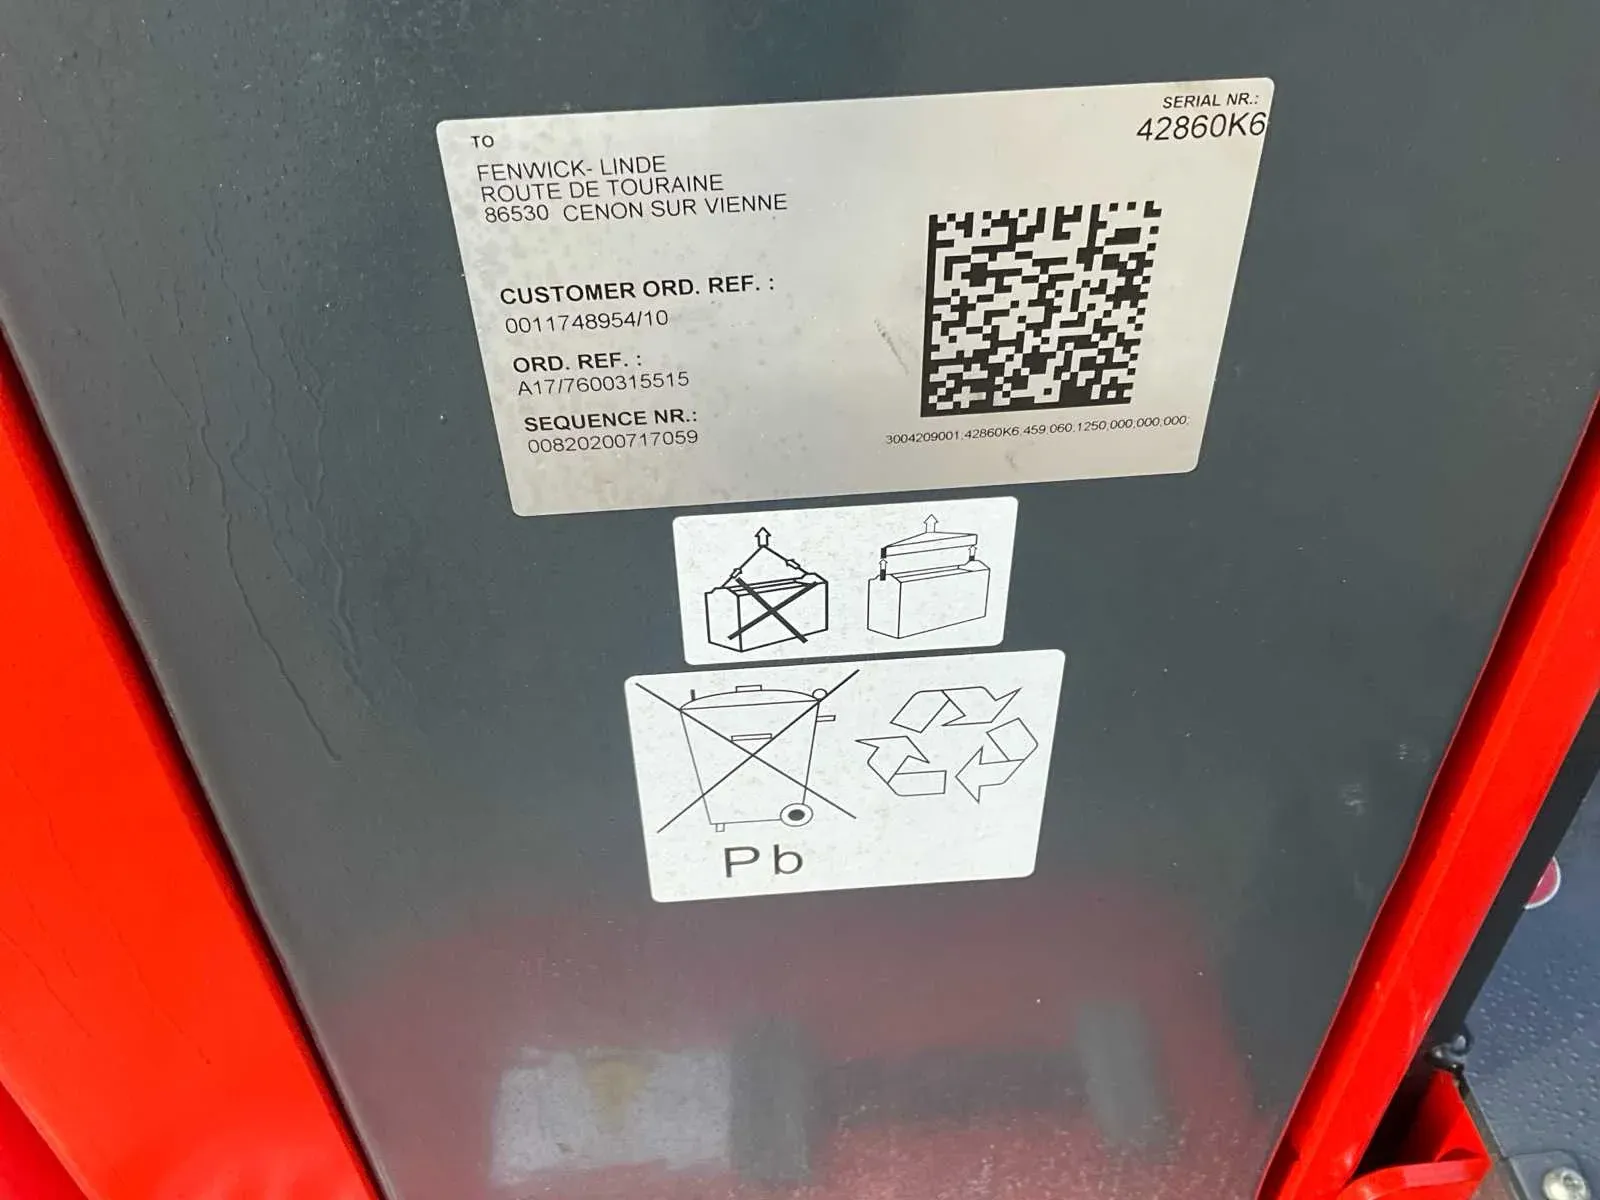 TO
FENWICK- LINDE
ROUTE DE TOURAINE
86530 CENON SUR VIENNE
SERIAL NR.:
42860K6
CUSTOMER ORD. REF. :
0011748954/10
ORD. REF. :
A17/7600315515
SEQUENCE NR.:
00820200717059
3004209001;42860K6;459;060;1250;000;000;000;
Pb